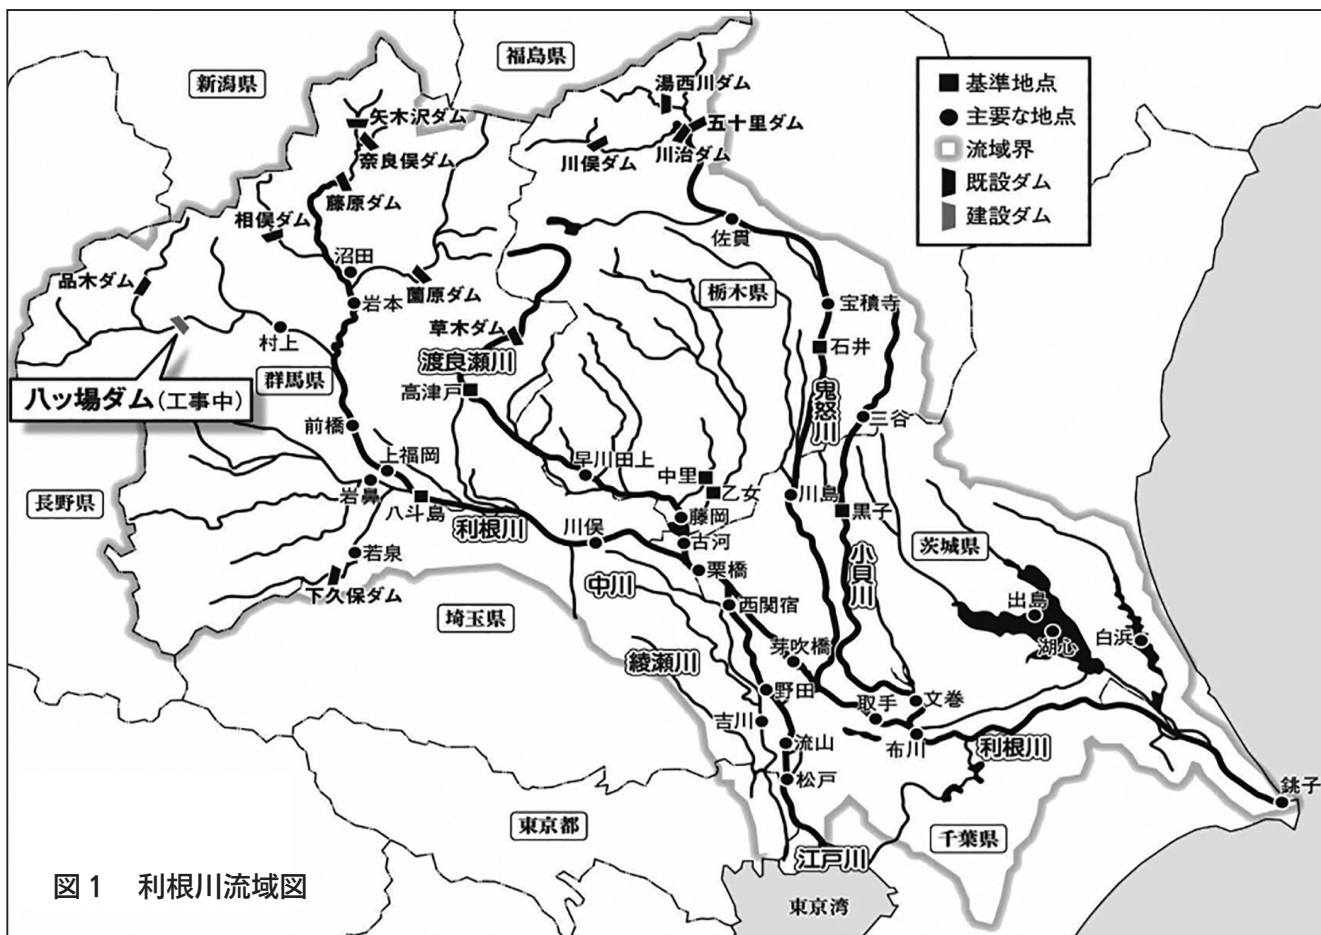 福島県
新潟県
湯西川ダム
基準地点
主要な地点
流域界
既設ダム
建設ダム
矢木沢ダム
五十里ダム
奈良俣ダム
川俣ダム
川治ダム
藤原ダム
相俣ダム
佐貫
沼田
品木ダム
薗原ダム
栃木県
岩本
宝積寺
草木ダム
村上
石井
渡良瀬川
群馬県
高津戸
八ッ場ダム(工事中)
鬼怒川
三谷
前橋
上福岡
早川田上
中里
岩鼻
乙女
川島
長野県
八斗島
藤岡
黒子
利根川
川俣
古河
茨城県
若泉
栗橋
小貝川
中川
下久保ダム
西関宿
出島
埼玉県
湖心
白浜
芽吹橋
綾瀬川
野田
文巻
吉川
取手
流山
布川
利根川
松戸
銚子
東京都
千葉県
江戸川
図1 利根川流域図
東京湾